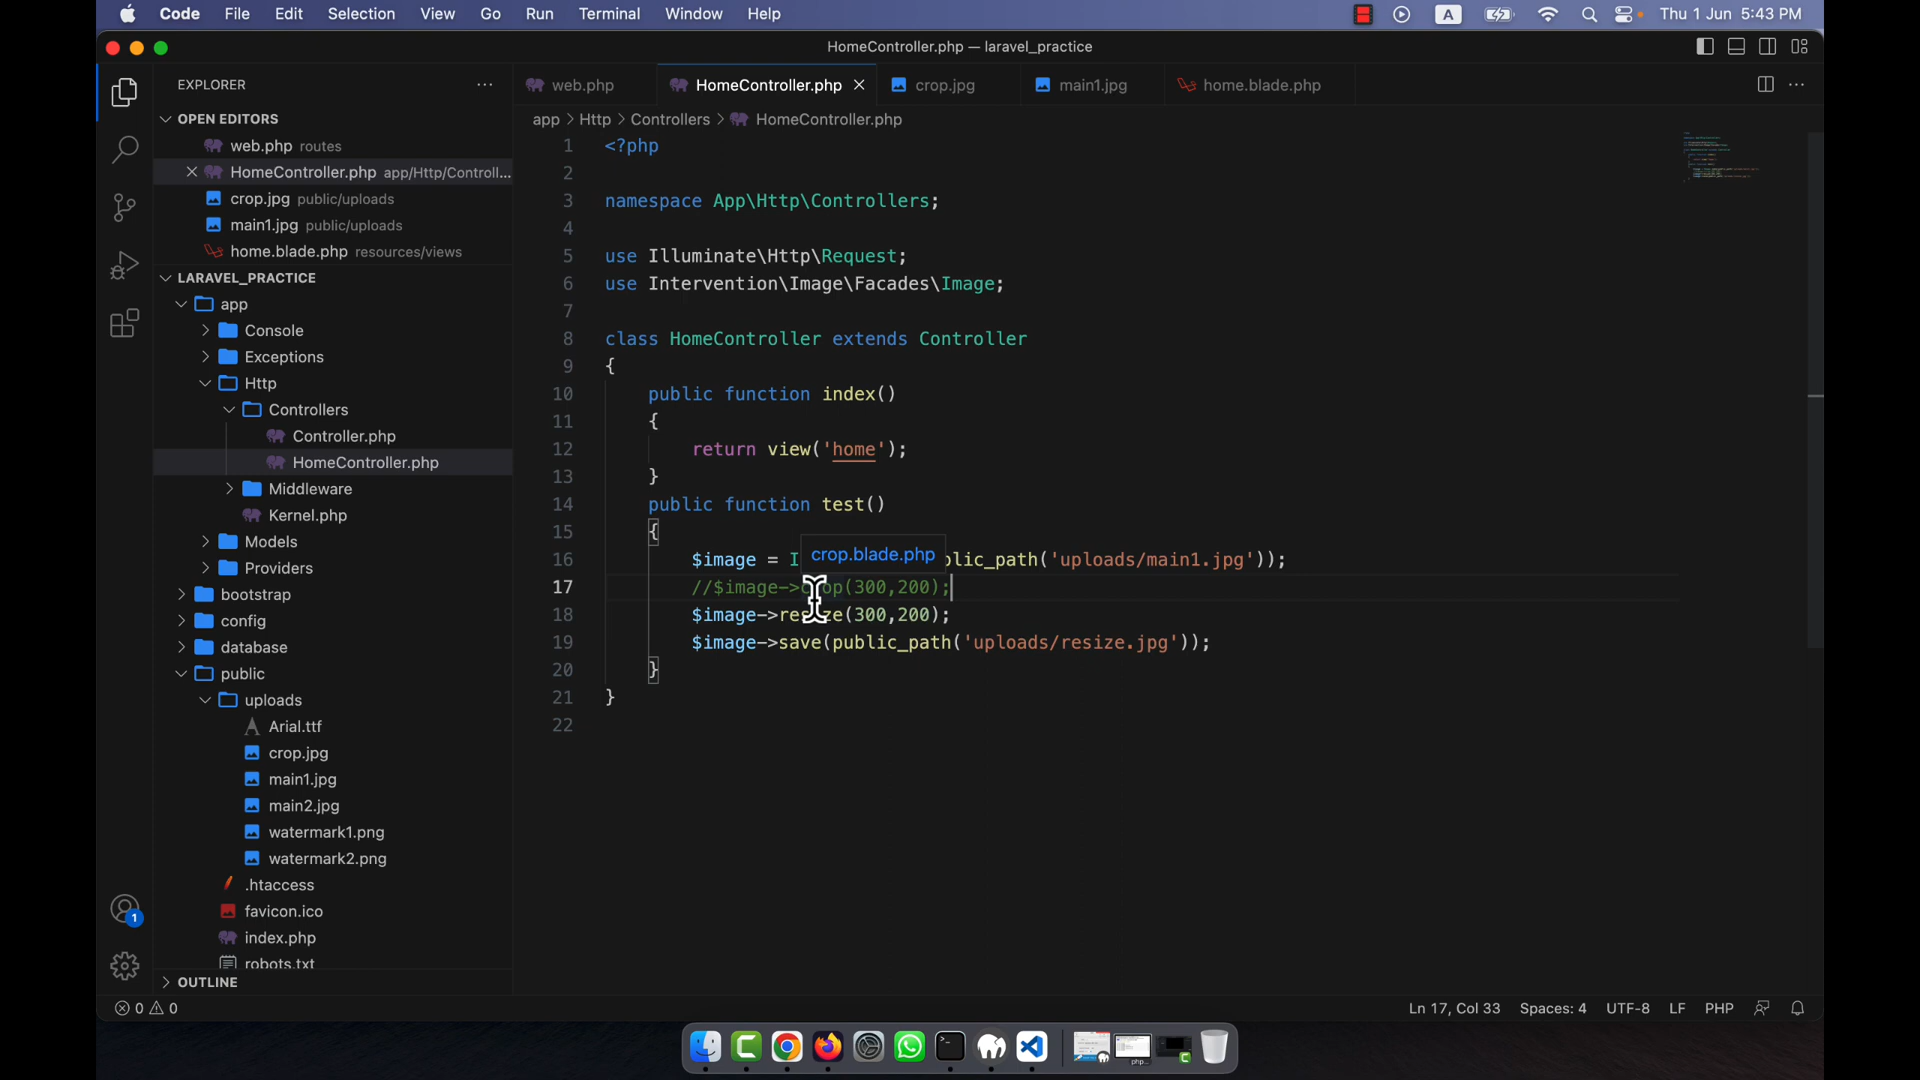 Code File Edit Selection View Go Run Terminal Window Help A Thu 1 Jun 5:43 PM
HomeController.php — laravel_practice
EXPLORER
OPEN EDITORS
web.php routes
HomeController.php app/Http/Controll...
crop.jpg public/uploads
main1.jpg public/uploads
home.blade.php resources/views
LARAVEL_PRACTICE
app
Console
Exceptions
Http
Controllers
Controller.php
HomeController.php
Middleware
Kernel.php
Models
Providers
bootstrap
config
database
public
uploads
Arial.ttf
crop.jpg
main1.jpg
main2.jpg
watermark1.png
watermark2.png
.htaccess
favicon.ico
index.php
robots.txt
OUTLINE
1
web.php HomeController.php crop.jpg main1.jpg home.blade.php
app > Http > Controllers > HomeController.php
1 <?php
2
3 namespace App\Http\Controllers;
4
5 use Illuminate\Http\Request;
6 use Intervention\Image\Facades\Image;
7
8 class HomeController extends Controller
9 {
10 public function index()
11 {
12 return view('home');
13 }
14 public function test()
15 {
crop.blade.php
16 $image = I blic_path('uploads/main1.jpg'));
17 //$image->crop(300,200);
18 $image->resize(300,200);
19 $image->save(public_path('uploads/resize.jpg'));
20 }
21 }
22
0 0 Ln 17, Col 33 Spaces: 4 UTF-8 LF PHP